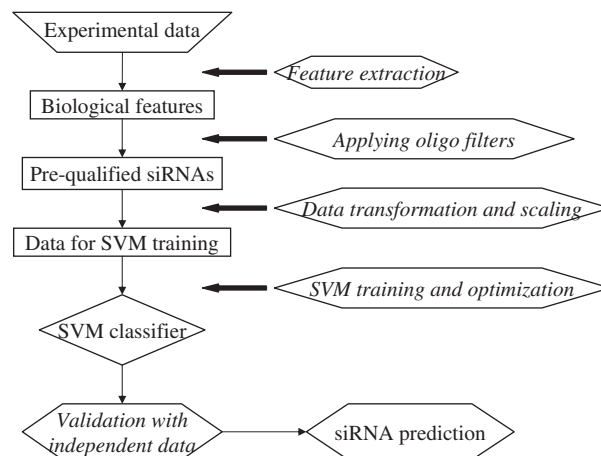 Experimental data
Feature extraction
Biological features
Applying oligo filters
Pre-qualified siRNAs
Data transformation and scaling
Data for SVM training
SVM training and optimization
SVM classifier
Validation with
independent data
siRNA prediction